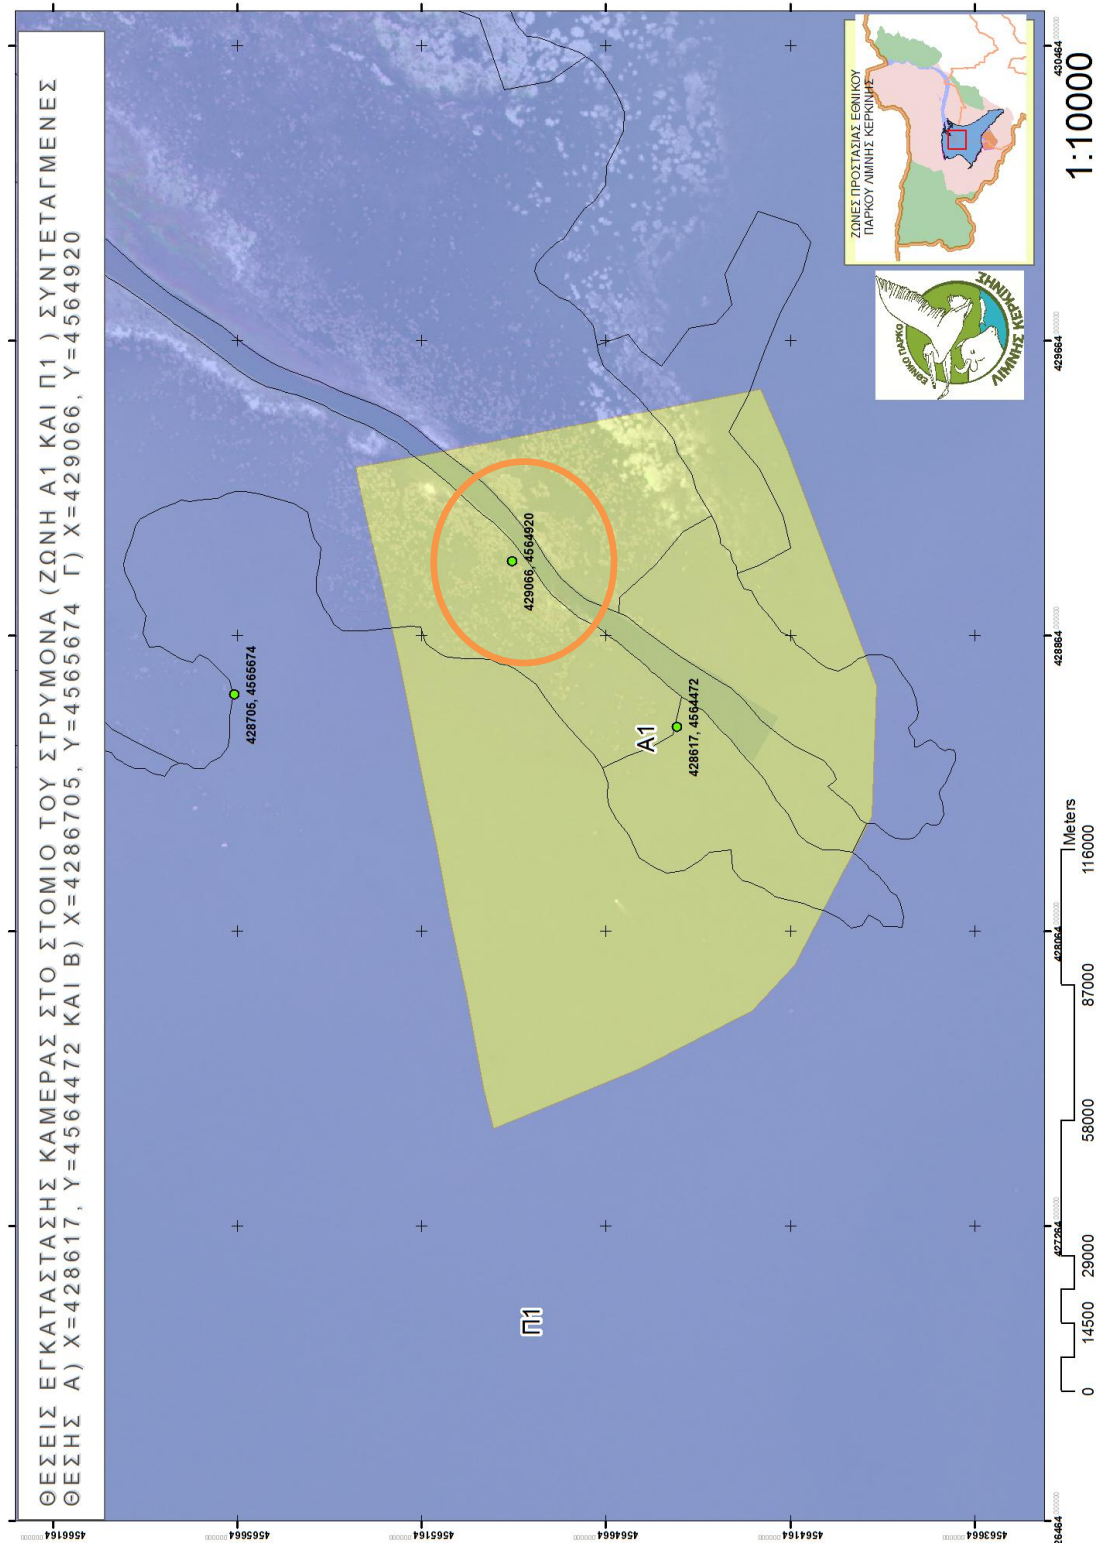 ΘΕΣΕΙΣ ΕΓΚΑΤΑΣΤΑΣΗΣ ΚΑΜΕΡΑΣ ΣΤΟ ΣΤΟΜΙΟ ΤΟΥ ΣΤΡΥΜΟΝΑ (ΖΩΝΗ Α1 ΚΑΙ Π1 ) ΣΥΝΤΕΤΑΓΜΕΝΕΣ
ΘΕΣΗΣ Α) Χ=428617, Υ=4564472 ΚΑΙ Β) Χ=4286705, Υ=4565674 Γ) Χ=429066, Υ=4564920
428705, 4565674
429066, 4564920
Α1
428617, 4564472
Π1
ΖΩΝΕΣ ΠΡΟΣΤΑΣΙΑΣ ΕΘΝΙΚΟΥ
ΠΑΡΚΟΥ ΛΙΜΝΗΣ ΚΕΡΚΙΝΗΣ
ΕΘΝΙΚΟ ΠΑΡΚΟ
ΛΙΜΝΗΣ ΚΕΡΚΙΝΗΣ
4566164
4565664
4565164
4564664
4564164
4563664
26464
427264
428064
428864
429664
430464
0 14500 29000 58000 87000 116000
Meters
1:10000